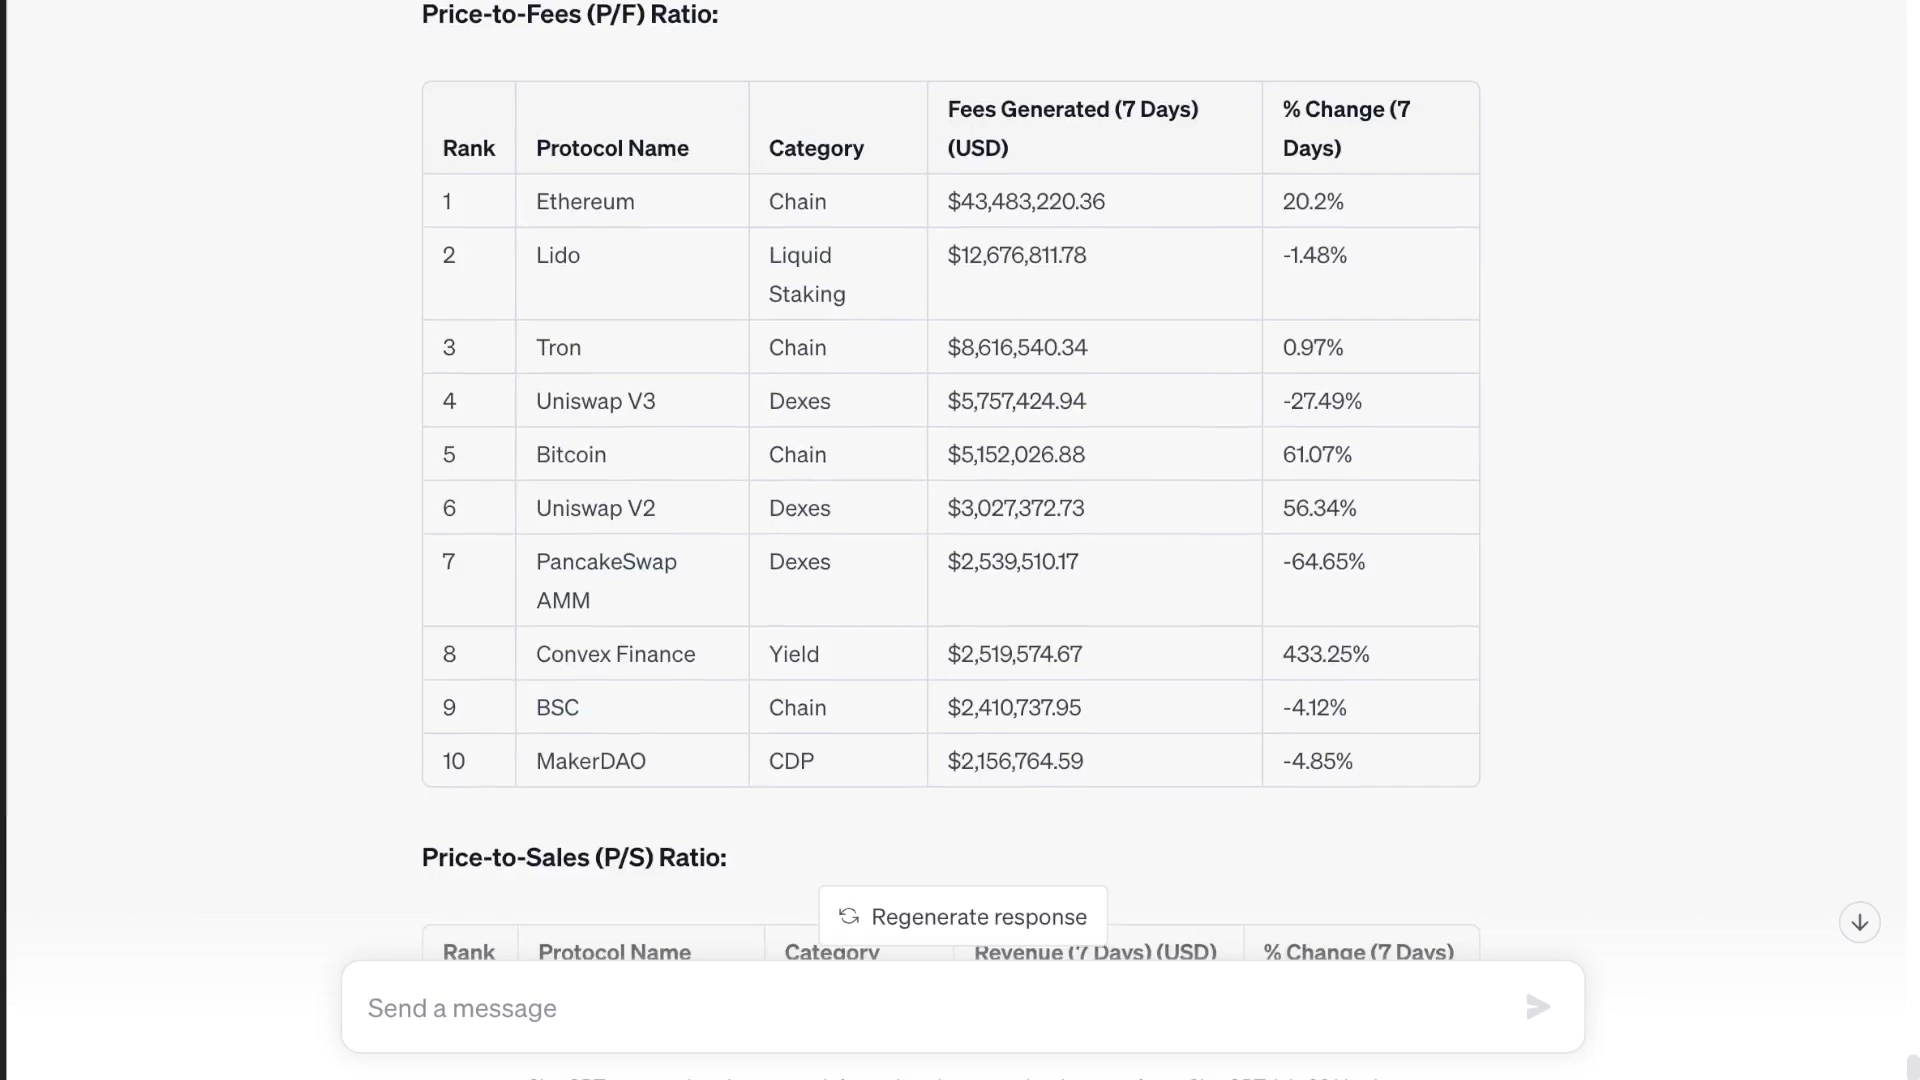 Price-to-Fees (P/F) Ratio:
Fees Generated (7 Days) % Change (7
Rank Protocol Name Category (USD) Days)
1 Ethereum Chain $43,483,220.36 20.2%
2 Lido Liquid $12,676,811.78 -1.48%
Staking
3 Tron Chain $8,616,540.34 0.97%
4 Uniswap V3 Dexes $5,757,424.94 -27.49%
5 Bitcoin Chain $5,152,026.88 61.07%
6 Uniswap V2 Dexes $3,027,372.73 56.34%
7 PancakeSwap Dexes $2,539,510.17 -64.65%
AMM
8 Convex Finance Yield $2,519,574.67 433.25%
9 BSC Chain $2,410,737.95 -4.12%
10 MakerDAO CDP $2,156,764.59 -4.85%
Price-to-Sales (P/S) Ratio:
Regenerate response
Rank Protocol Name Category Revenue (7 Days) (USD) % Change (7 Days)
Send a message